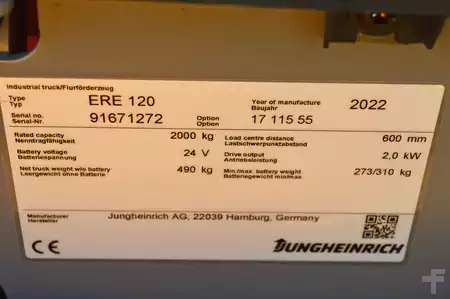 Industrial truck/Flurförderzeug
Type ERE 120 Year of manufacture 2022
Typ Baujahr
Serial no. 91671272 Option 17 115 55
Serial-Nr. Option
Rated capacity 2000 kg Load centre distance 600 mm
Nenntragfähigkeit Lastschwerpunktabstand
Battery voltage 24 V Drive output 2,0 kW
Batteriespannung Antriebsleistung
Net truck weight w/o battery 490 kg Min./max. battery weight 273/310 kg
Leergewicht ohne Batterie Batteriegewicht min/max
Manufacturer Jungheinrich AG, 22039 Hamburg, Germany
Hersteller
CE JUNGHEINRICH